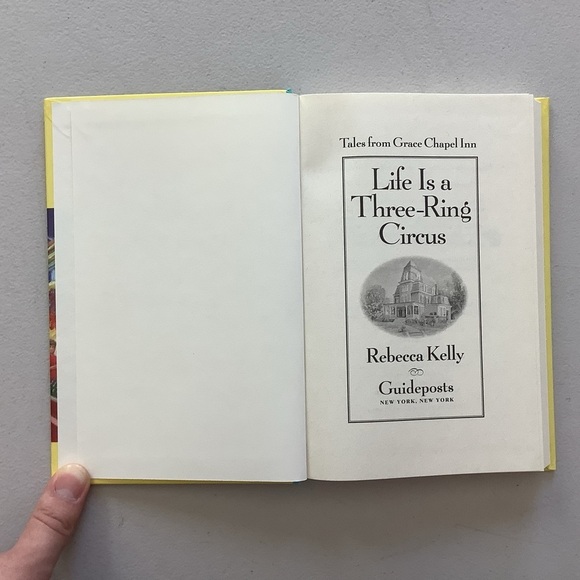 Tales from Grace Chapel Inn
Life Is a
Three-Ring
Circus
Rebecca Kelly
Guideposts
NEW YORK, NEW YORK